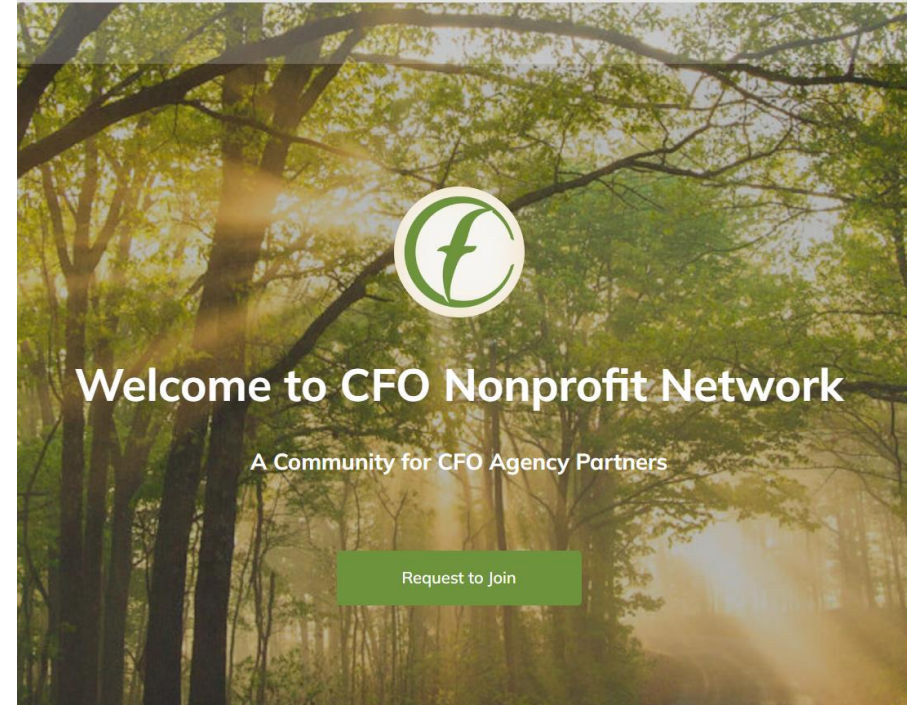 Welcome to CFO Nonprofit Network
A Community for CFO Agency Partners
Request to Join